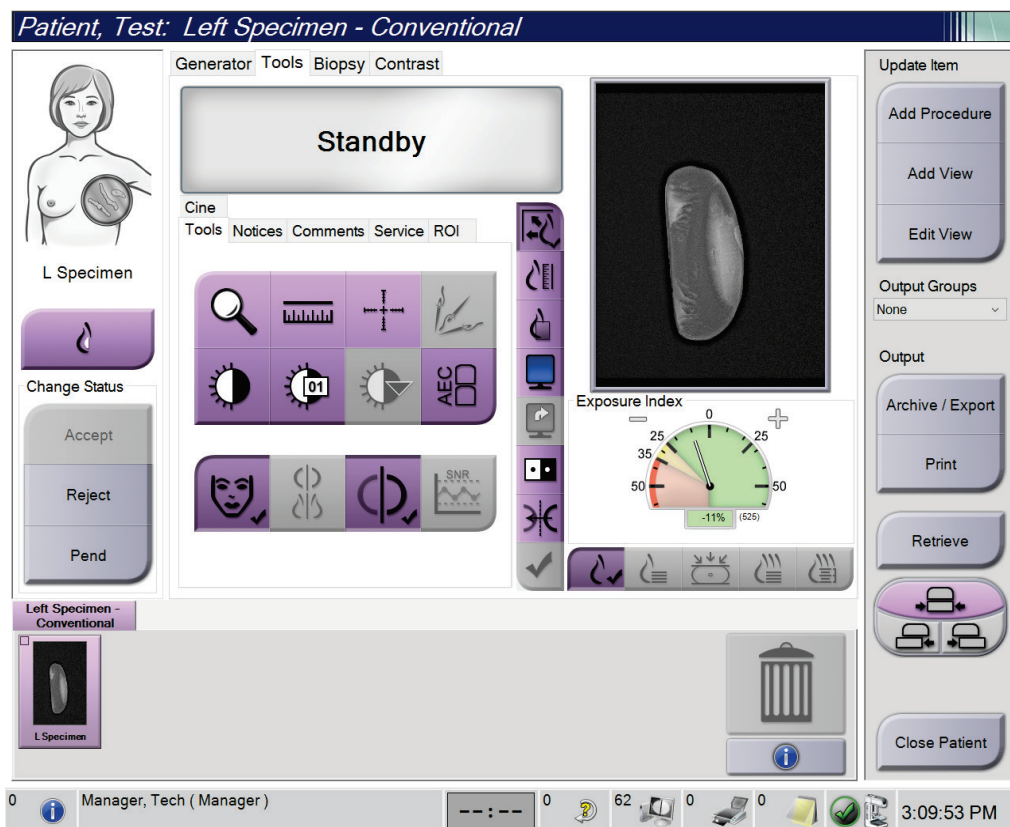 Patient, Test:  Left Specimen - Conventional
Generator Tools Biopsy Contrast
Standby
Cine
Tools Notices Comments Service ROI
01
AEC
SNR
L Specimen
Change Status
Accept
Reject
Pend
Exposure Index
0
25 25
35
50 50
-11% (525)
Update Item
Add Procedure
Add View
Edit View
Output Groups
None
Output
Archive / Export
Print
Retrieve
Close Patient
Left Specimen -
Conventional
L Specimen
0 Manager, Tech ( Manager ) --:-- 0 62 0 0 3:09:53 PM